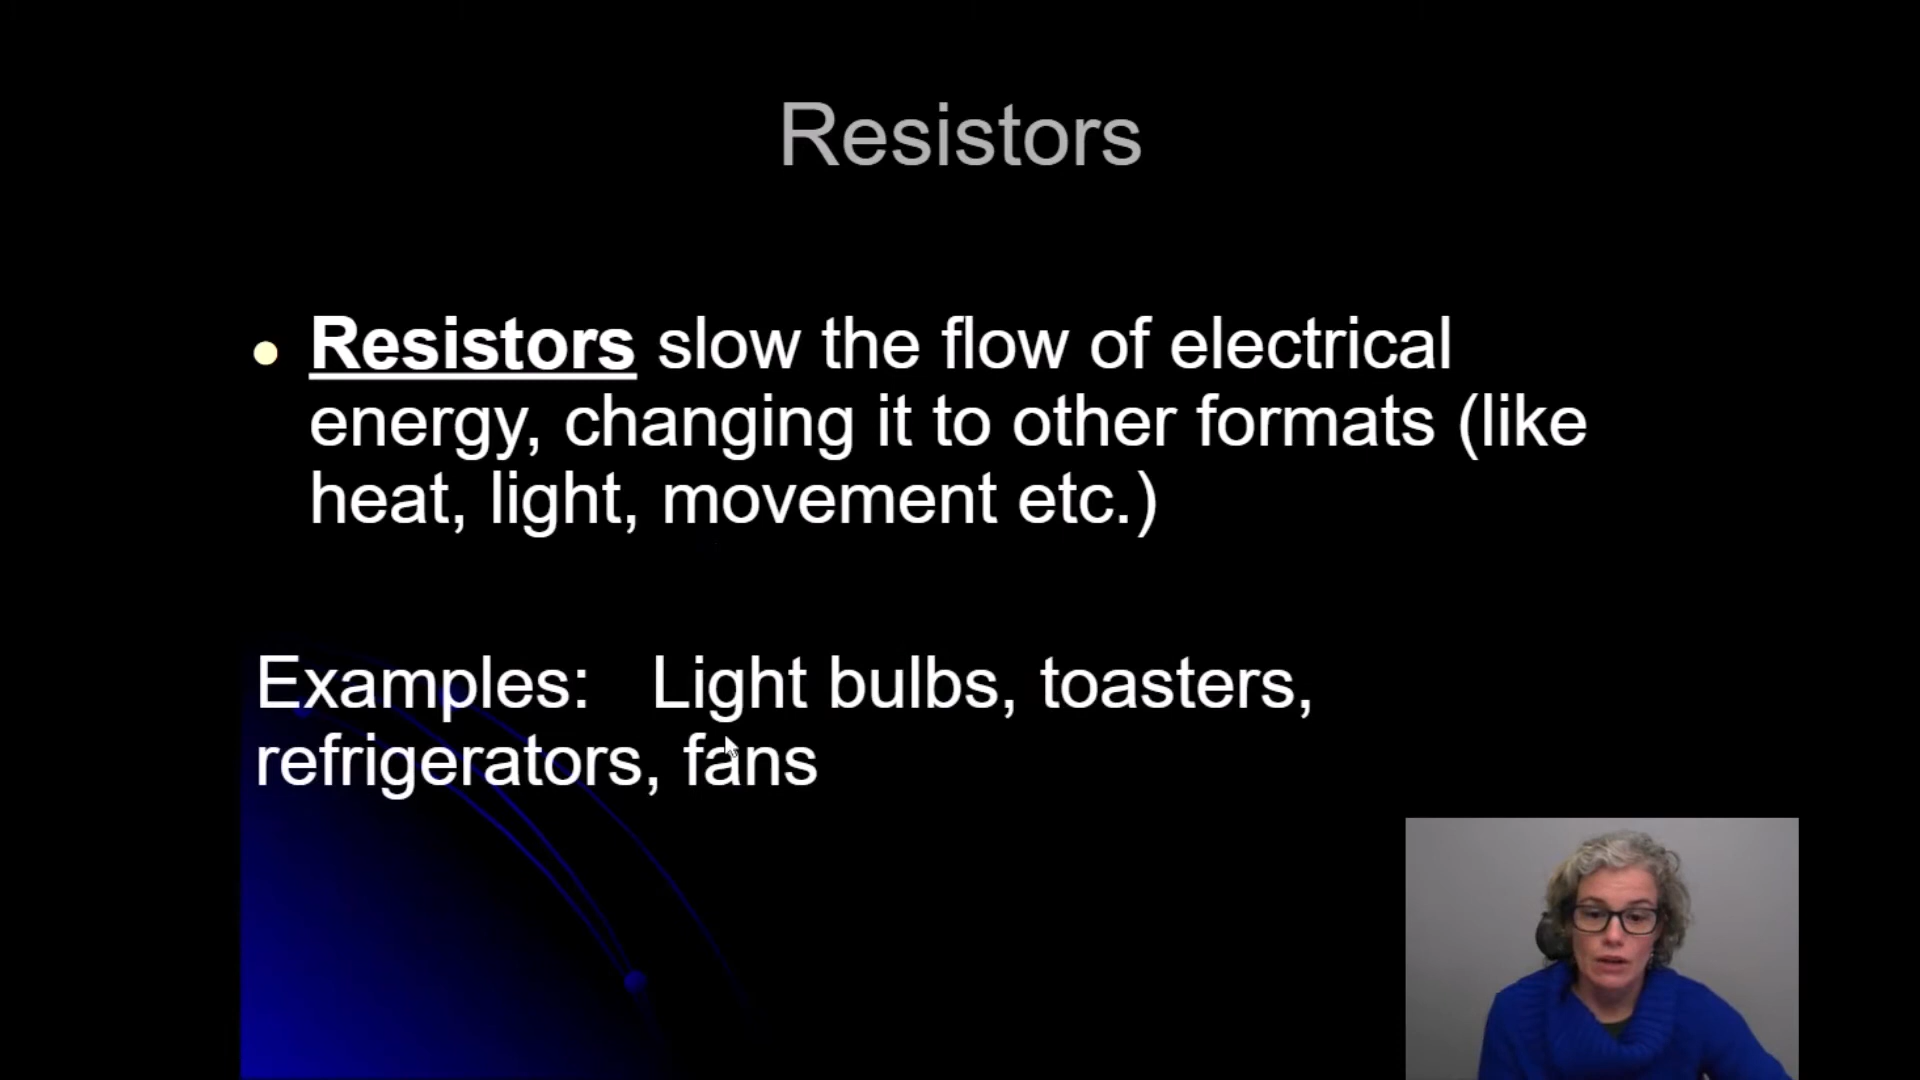 Resistors
Resistors slow the flow of electrical
energy, changing it to other formats (like
heat, light, movement etc.)
Examples: Light bulbs, toasters,
refrigerators, fans